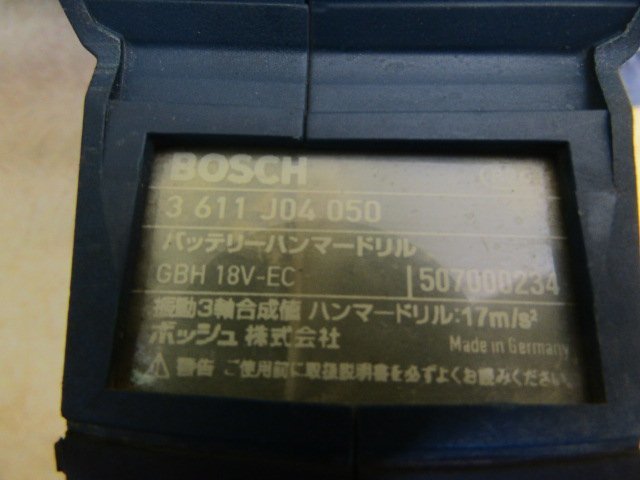 BOSCH
3 611 J04 050
バッテリーハンマードリル
GBH 18V-EC 507000234
振動3軸合成値 ハンマードリル:17m/s²
ボッシュ 株式会社
Made in Germany
警告 ご使用前に取扱説明書を必ずよくお読みください。